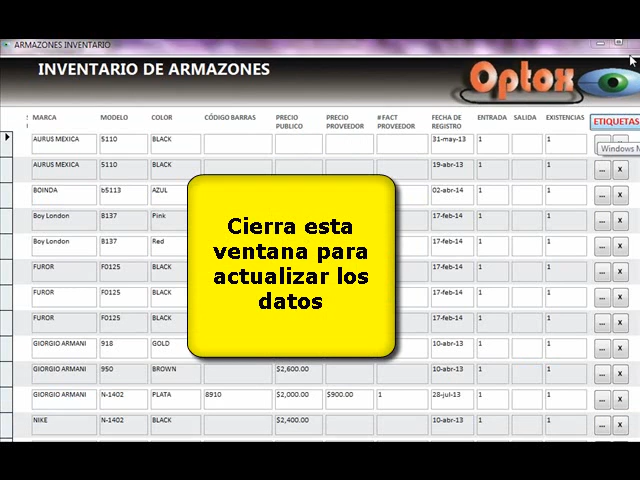 ARMAZONES INVENTARIO
INVENTARIO DE ARMAZONES
Optox
MARCA MODELO COLOR CÓDIGO BARRAS PRECIO PUBLICO PRECIO PROVEEDOR #FACT PROVEEDOR FECHA DE REGISTRO ENTRADA SALIDA EXISTENCIAS ETIQUETAS
AURUS MEXICA 5110 BLACK 31-may-13 1 1
Windows M
AURUS MEXICA 5110 BLACK 19-abr-13 1 1 ... X
BOINDA b5113 AZUL 02-abr-14 1 1 ... X
Boy London B137 Pink 17-feb-14 1 1 ... X
Boy London B137 Red 17-feb-14 1 1 ... X
FUROR F0125 BLACK 17-feb-14 1 1 ... X
FUROR F0125 BLACK 17-feb-14 1 1 ... X
FUROR F0125 BLACK 17-feb-14 1 1 ... X
GIORGIO ARMANI 918 GOLD 10-abr-13 1 1 ... X
GIORGIO ARMANI 950 BROWN $2,600.00 10-abr-13 1 1 ... X
GIORGIO ARMANI N-1402 PLATA 8910 $2,000.00 $900.00 1 28-jul-13 1 1 ... X
NIKE N-1402 BLACK $2,400.00 10-abr-13 1 1 ... X
Cierra esta
ventana para
actualizar los
datos